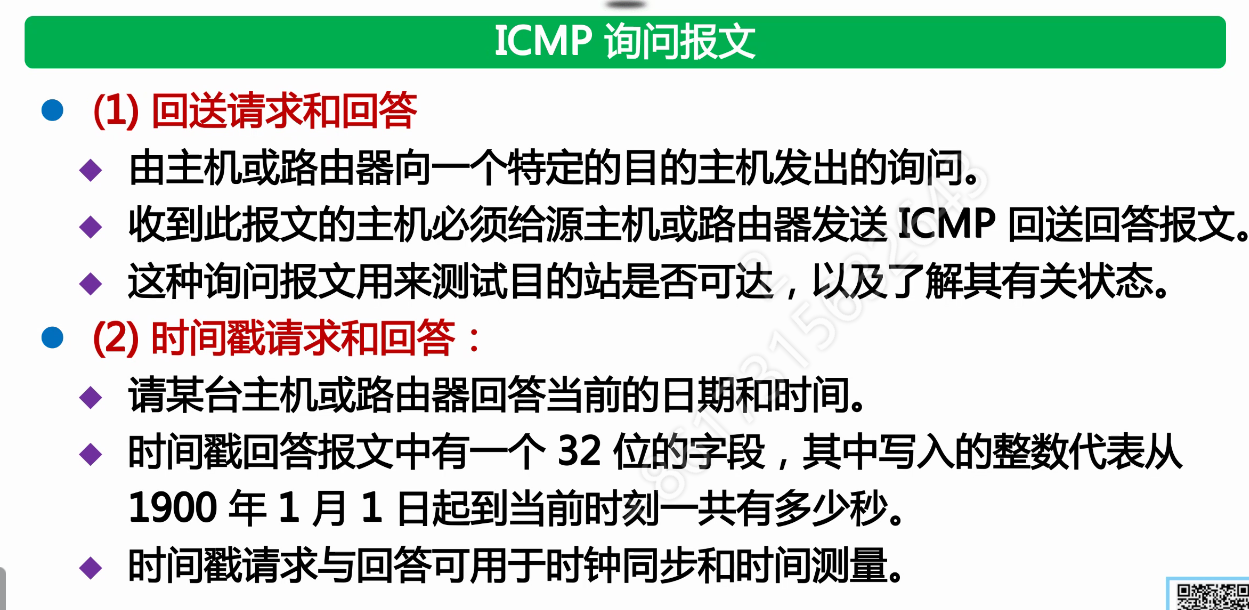 ICMP 询问报文
(1) 回送请求和回答
由主机或路由器向一个特定的目的主机发出的询问。
收到此报文的主机必须给源主机或路由器发送 ICMP 回送回答报文。
这种询问报文用来测试目的站是否可达，以及了解其有关状态。
(2) 时间戳请求和回答：
请某台主机或路由器回答当前的日期和时间。
时间戳回答报文中有一个 32 位的字段，其中写入的整数代表从
1900 年 1 月 1 日起到当前时刻一共有多少秒。
时间戳请求与回答可用于时钟同步和时间测量。